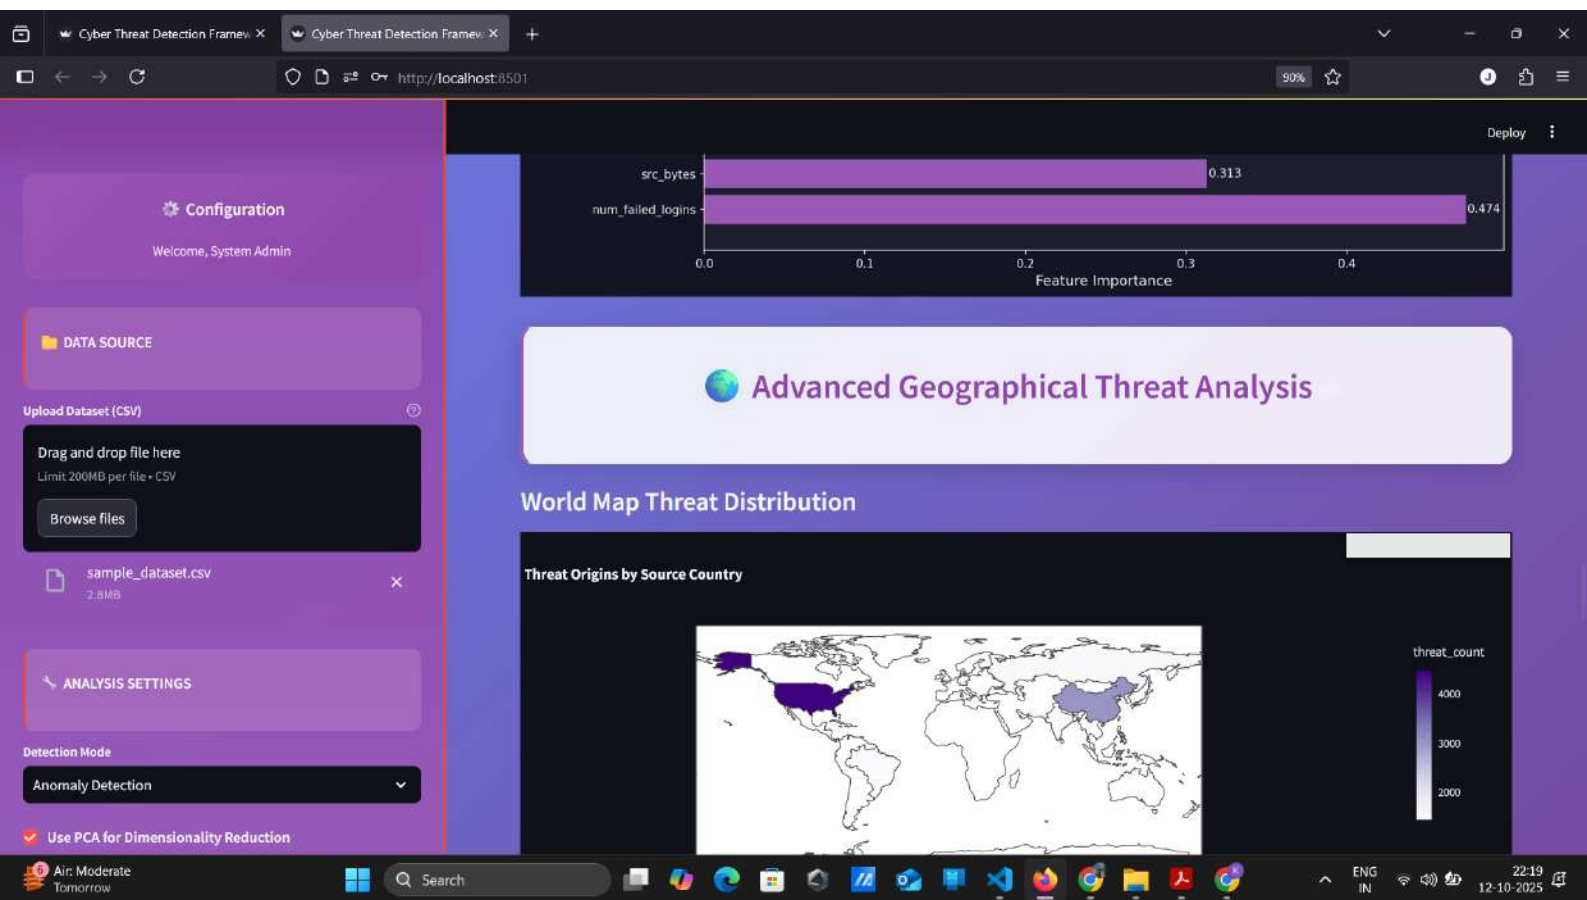 Cyber Threat Detection Framew
Cyber Threat Detection Framew
http://localhost:8501
90%
J
Deploy
Configuration
Welcome, System Admin
DATA SOURCE
Upload Dataset (CSV)
Drag and drop file here
Limit 200MB per file • CSV
Browse files
sample_dataset.csv
2.8MB
ANALYSIS SETTINGS
Detection Mode
Anomaly Detection
Use PCA for Dimensionality Reduction
src_bytes
0.313
num_failed_logins
0.474
0.0 0.1 0.2 0.3 0.4
Feature Importance
Advanced Geographical Threat Analysis
World Map Threat Distribution
Threat Origins by Source Country
threat_count
4000
3000
2000
6
Air: Moderate
Tomorrow
Search
ENG
IN
22:19
12-10-2025